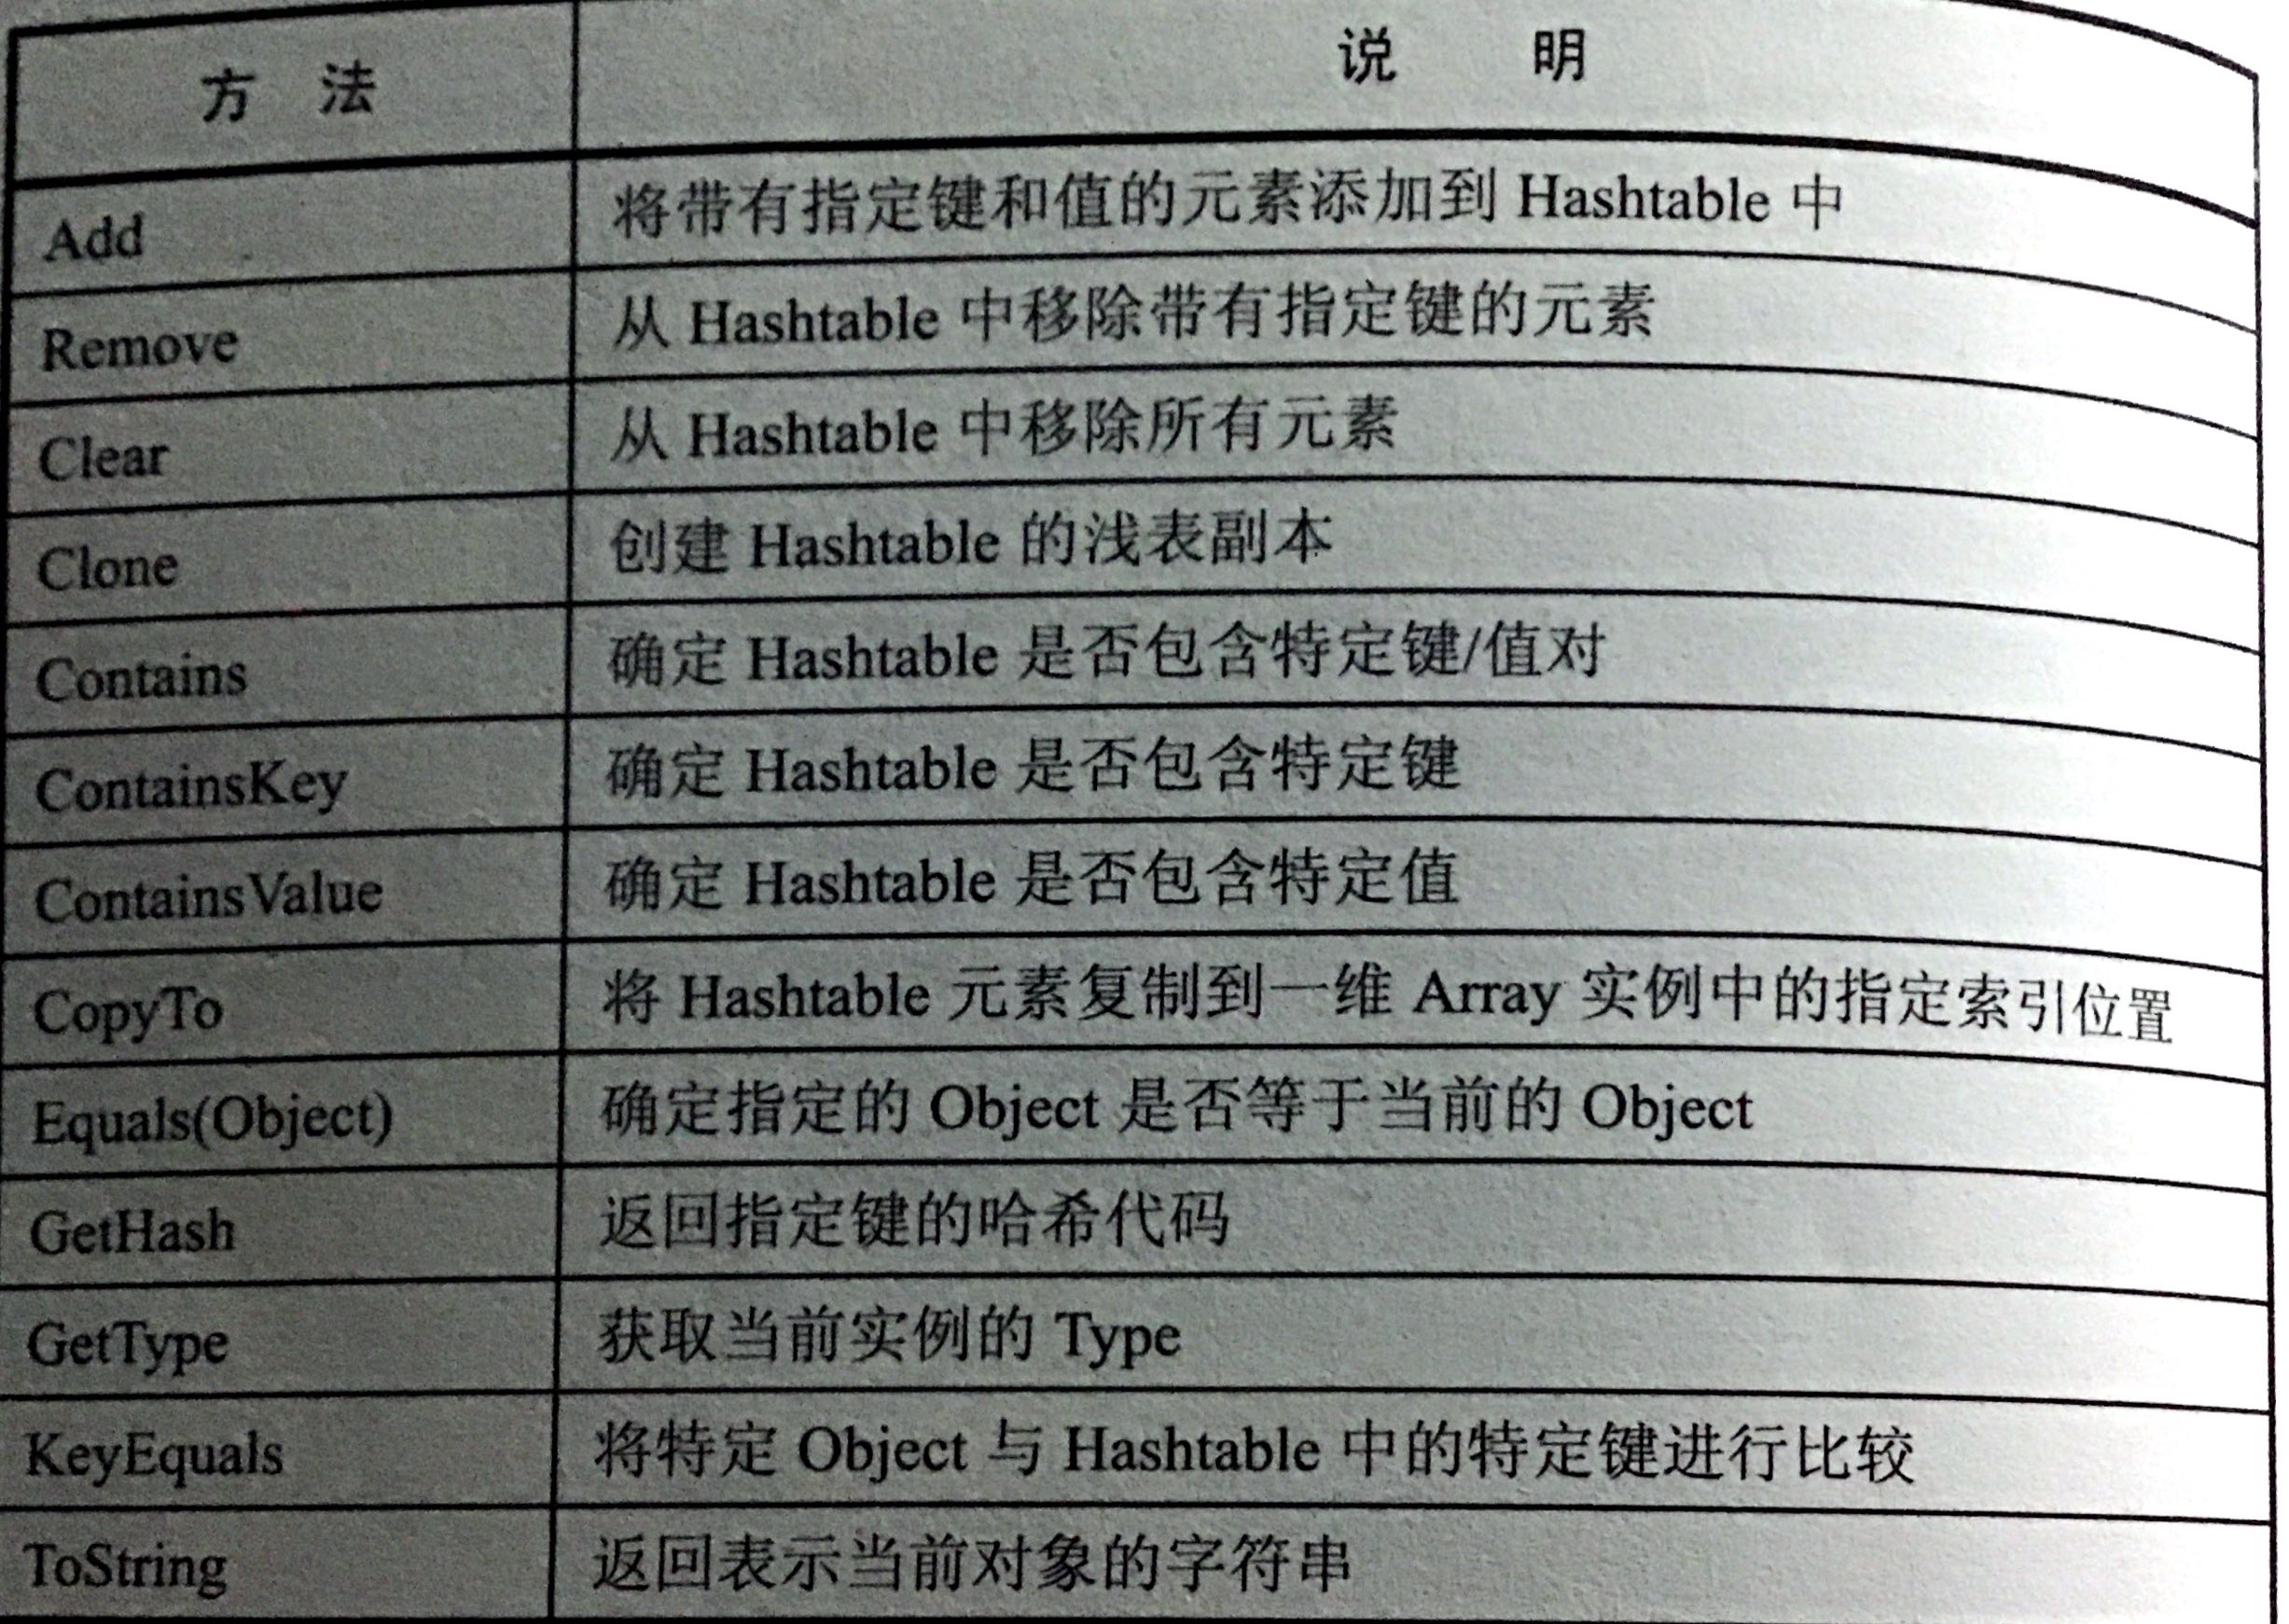 方 法 说 明
Add 将带有指定键和值的元素添加到 Hashtable 中
Remove 从 Hashtable 中移除带有指定键的元素
Clear 从 Hashtable 中移除所有元素
Clone 创建 Hashtable 的浅表副本
Contains 确定 Hashtable 是否包含特定键/值对
ContainsKey 确定 Hashtable 是否包含特定键
ContainsValue 确定 Hashtable 是否包含特定值
CopyTo 将 Hashtable 元素复制到一维 Array 实例中的指定索引位置
Equals(Object) 确定指定的 Object 是否等于当前的 Object
GetHash 返回指定键的哈希代码
GetType 获取当前实例的 Type
KeyEquals 将特定 Object 与 Hashtable 中的特定键进行比较
ToString 返回表示当前对象的字符串